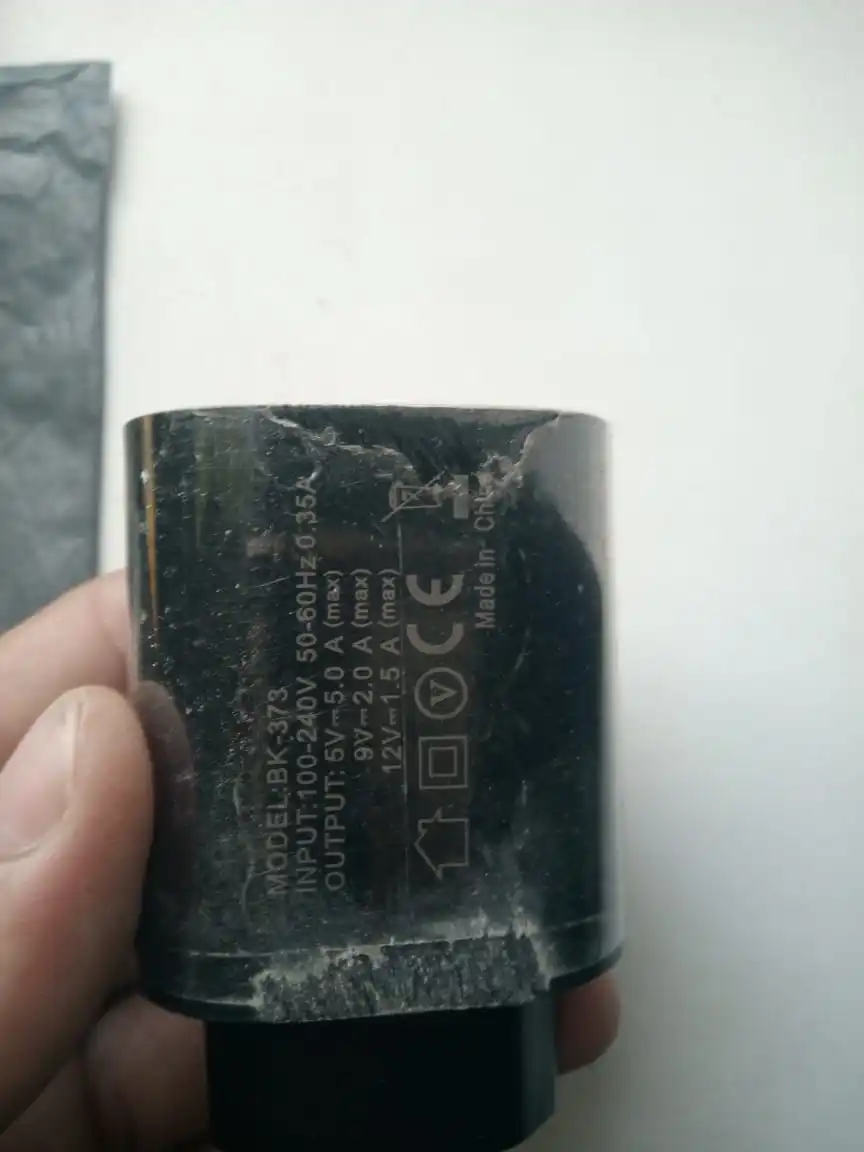 MODEL:BK-373
INPUT:100-240V 50-60Hz 0.35A
OUTPUT:5V⎓5.0 A (max)
9V⎓2.0 A (max)
12V⎓1.5 A (max)
V CE
Made in